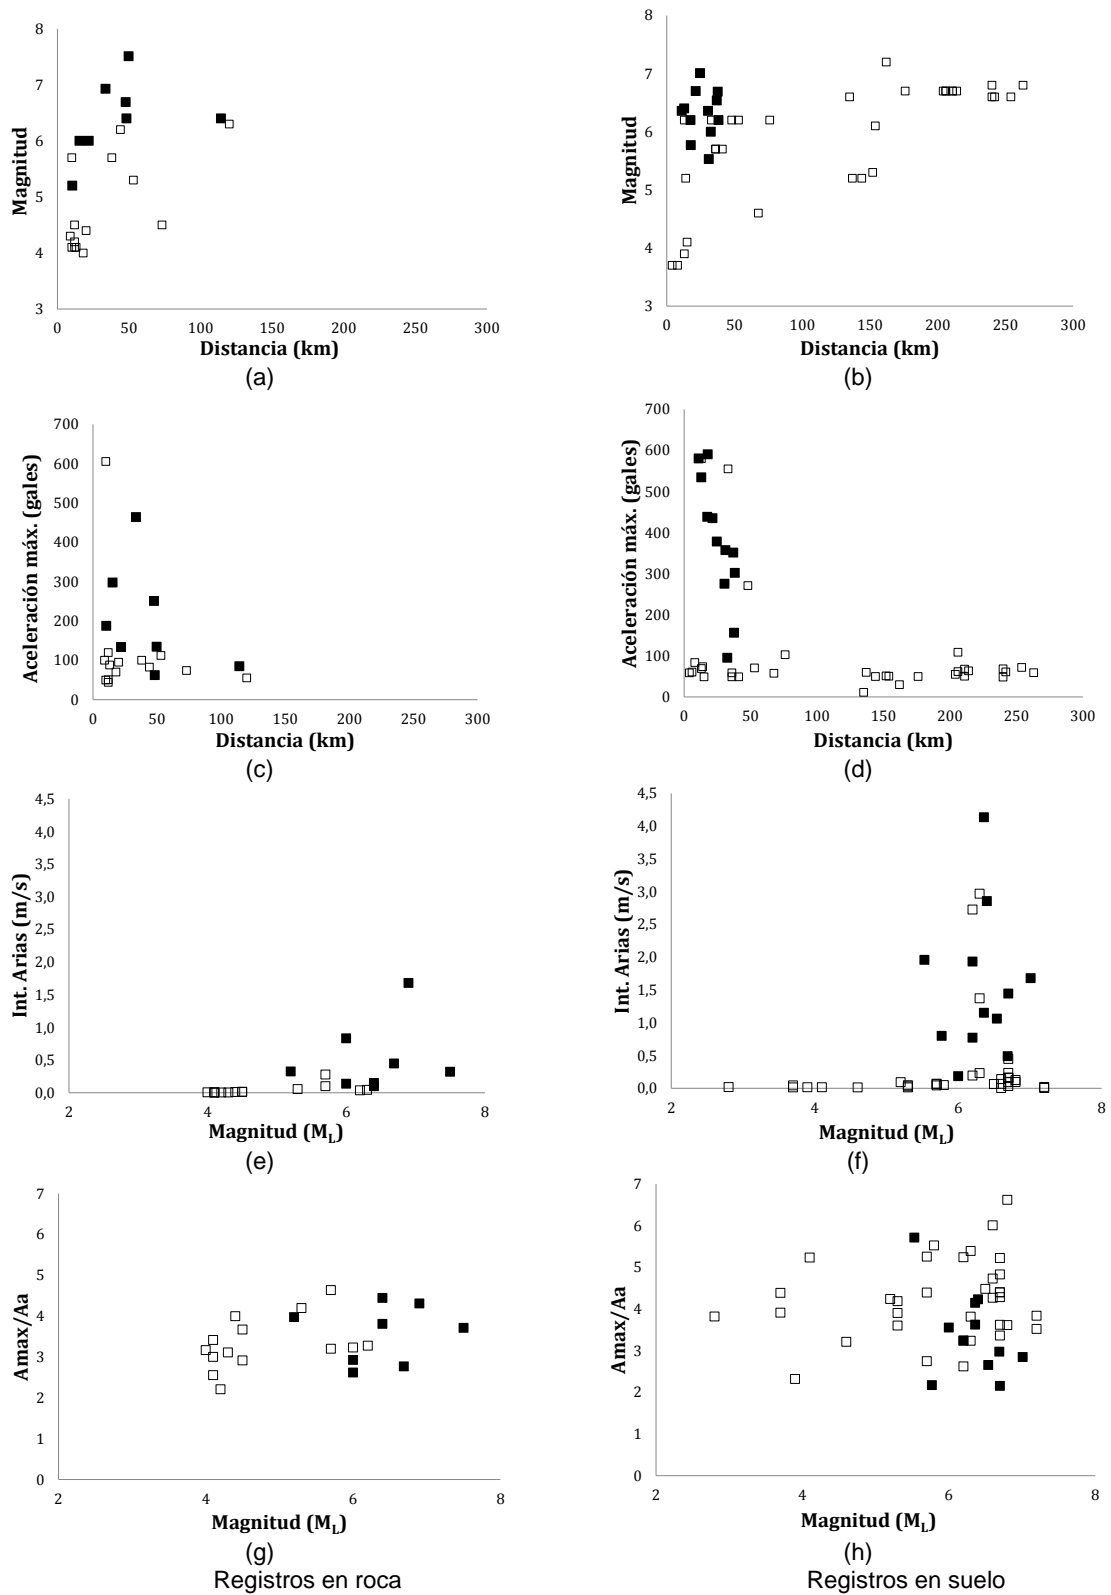 8
7
6
5
4
3
0 50 100 150 200 250 300
Magnitud
Distancia (km)
(a)
8
7
6
5
4
3
0 50 100 150 200 250 300
Magnitud
Distancia (km)
(b)
700
600
500
400
300
200
100
0
0 50 100 150 200 250 300
Aceleración máx. (gales)
Distancia (km)
(c)
700
600
500
400
300
200
100
0
0 50 100 150 200 250 300
Aceleración máx. (gales)
Distancia (km)
(d)
4,5
4,0
3,5
3,0
2,5
2,0
1,5
1,0
0,5
0,0
2 4 6 8
Int. Arias (m/s)
Magnitud (M_L)
(e)
4,5
4,0
3,5
3,0
2,5
2,0
1,5
1,0
0,5
0,0
2 4 6 8
Int. Arias (m/s)
Magnitud (M_L)
(f)
7
6
5
4
3
2
1
0
2 4 6 8
Amax/Aa
Magnitud (M_L)
(g)
Registros en roca
7
6
5
4
3
2
1
0
2 4 6 8
Amax/Aa
Magnitud (M_L)
(h)
Registros en suelo